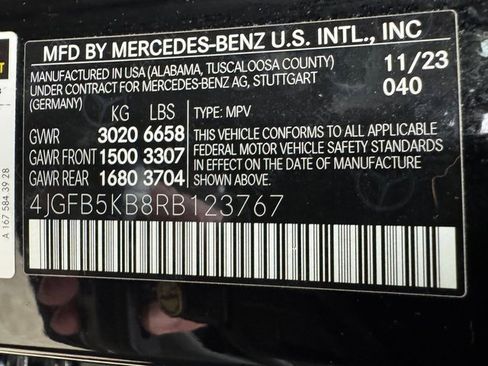 MFD BY MERCEDES-BENZ U.S. INTL., INC
MANUFACTURED IN USA (ALABAMA, TUSCALOOSA COUNTY)
UNDER CONTRACT FOR MERCEDES-BENZ AG, STUTTGART
(GERMANY)
11/23
040
KG LBS
GVWR 3020 6658
GAWR FRONT 1500 3307
GAWR REAR 1680 3704
TYPE: MPV
THIS VEHICLE CONFORMS TO ALL APPLICABLE
FEDERAL MOTOR VEHICLE SAFETY STANDARDS
IN EFFECT ON THE DATE OF MANUFACTURE
SHOWN ABOVE.
4JGFB5KB8RB123767
A 167 584 39 28